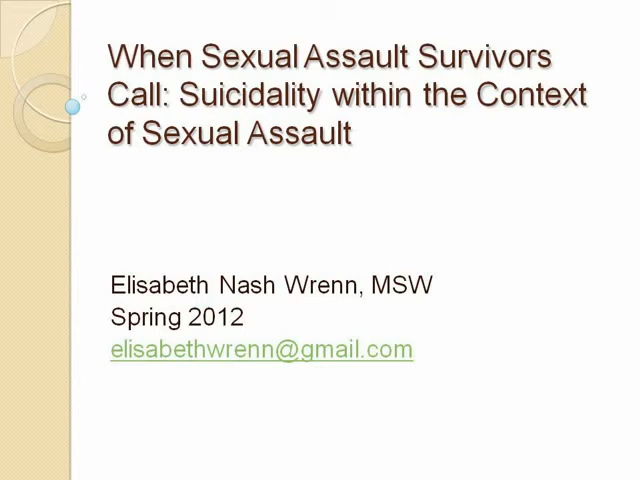 When Sexual Assault Survivors
Call: Suicidality within the Context
of Sexual Assault
Elisabeth Nash Wrenn, MSW
Spring 2012
elisabethwrenn@gmail.com